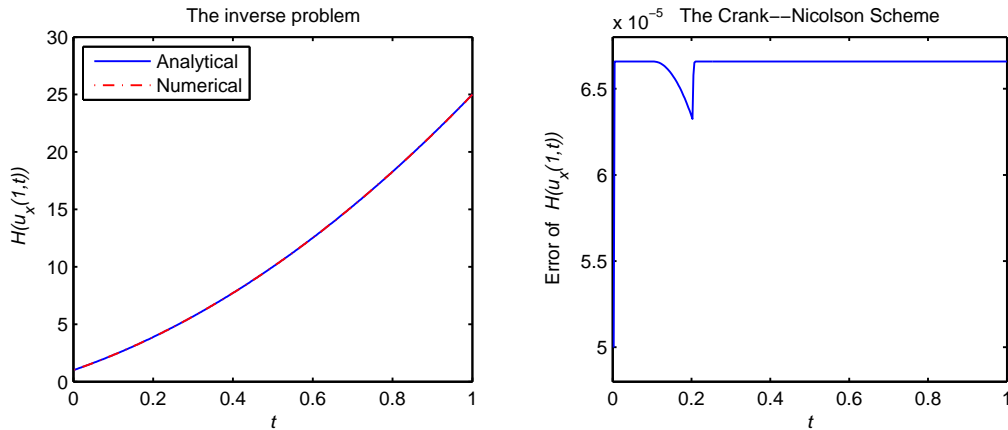 The inverse problem
30
25
20
15
10
5
0
H(u_x(1,t))
Analytical
Numerical
0 0.2 0.4 0.6 0.8 1
t
x 10^-5
The Crank−−Nicolson Scheme
6.5
6
5.5
5
Error of H(u_x(1,t))
0 0.2 0.4 0.6 0.8 1
t